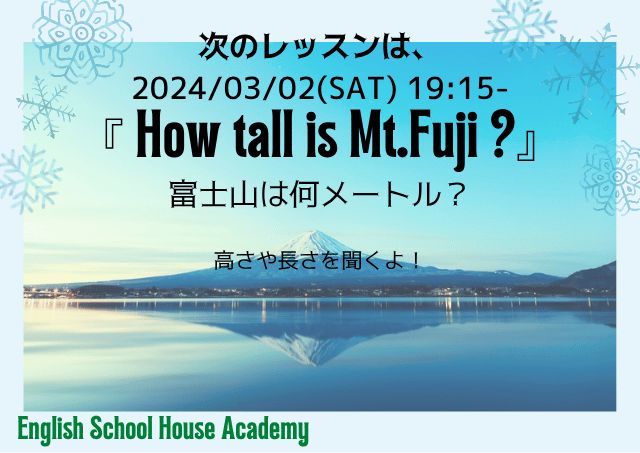 次のレッスンは、
2024/03/02(SAT) 19:15-
『 How tall is Mt.Fuji ?』
富士山は何メートル？
高さや長さを聞くよ！
English School House Academy